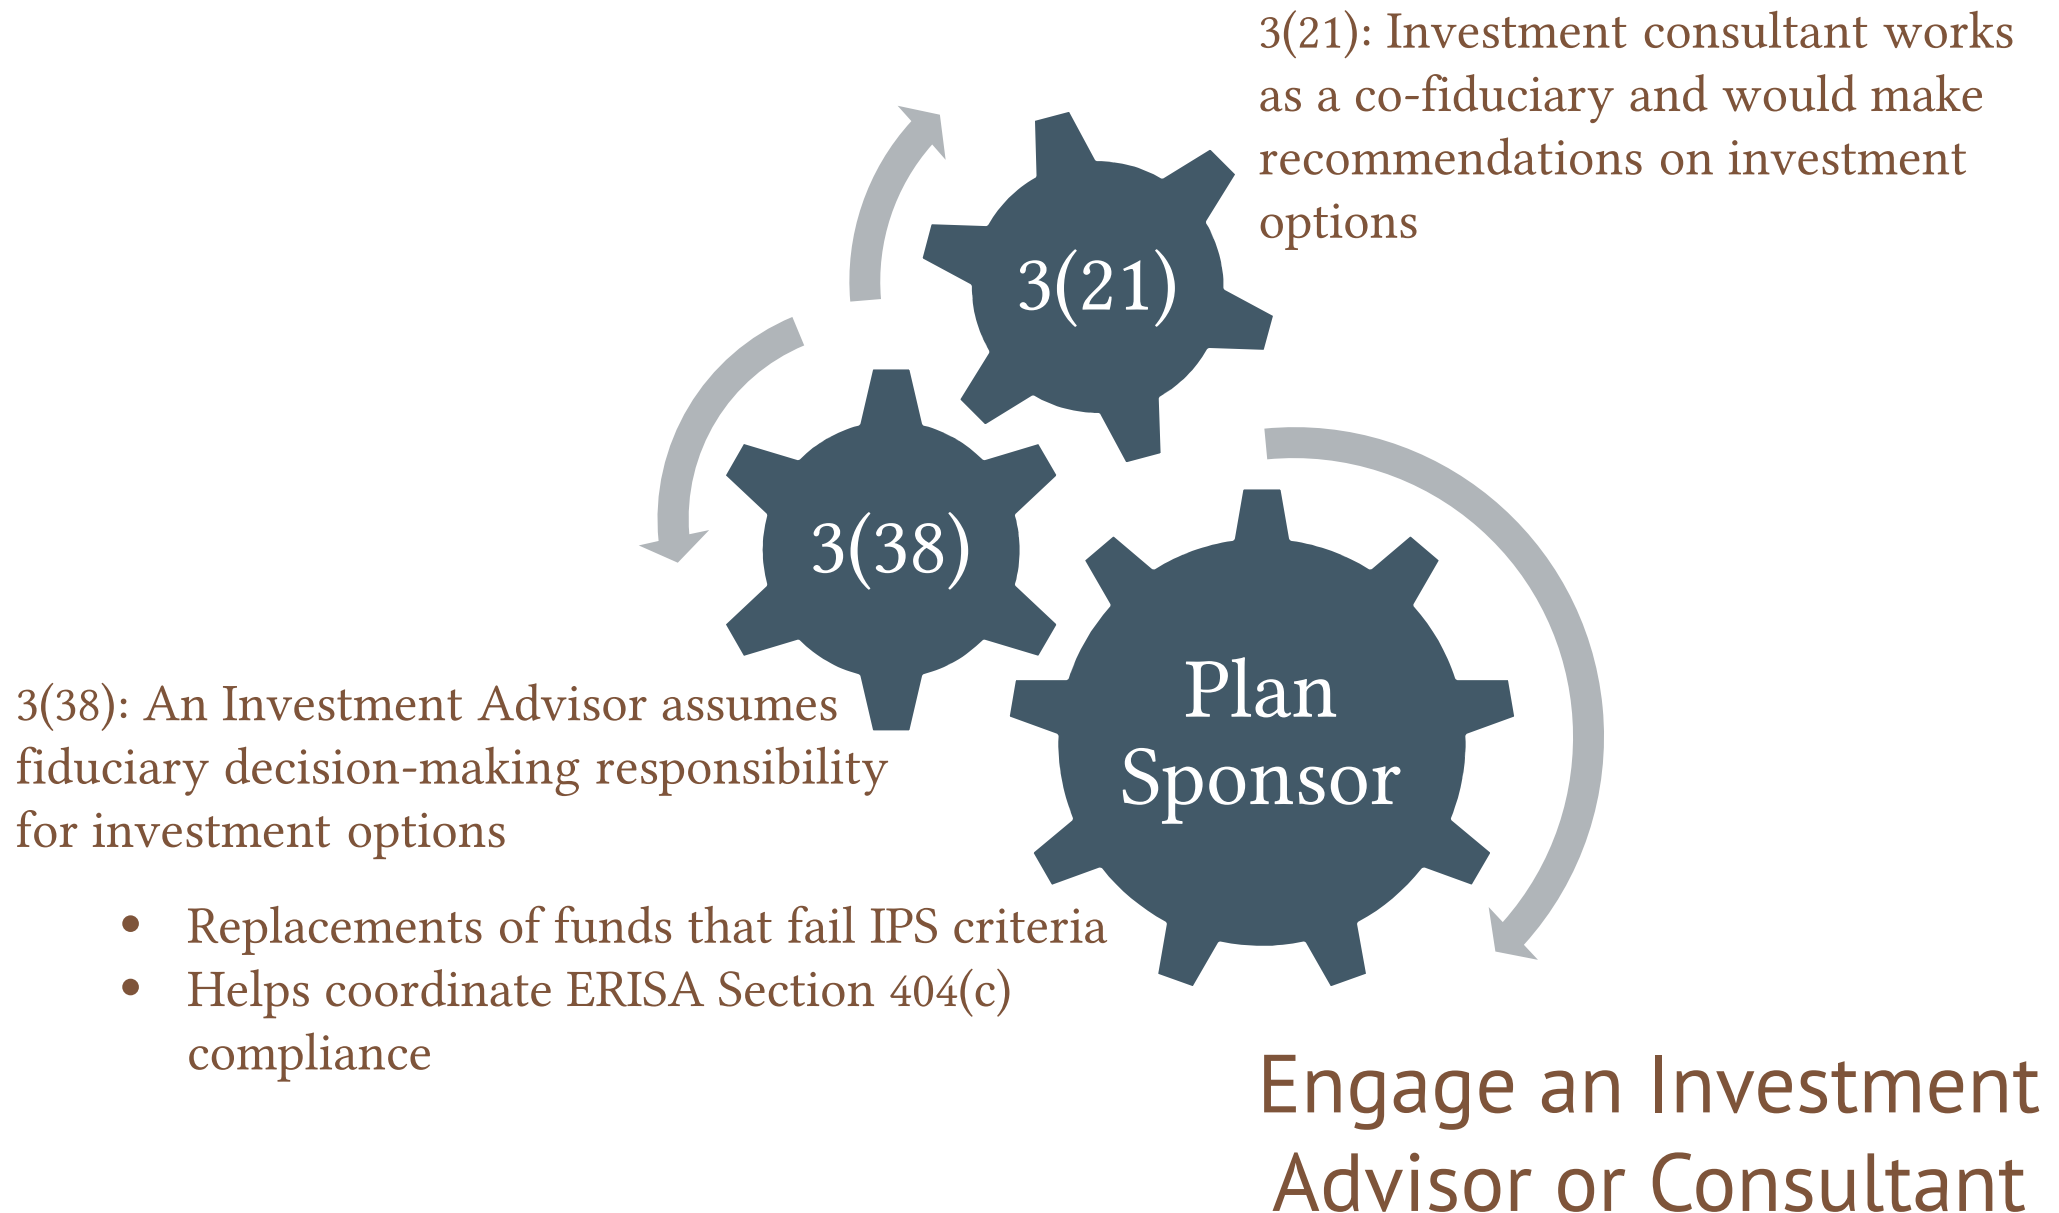 3(21): Investment consultant works
as a co-fiduciary and would make
recommendations on investment
options
3(21)
3(38)
Plan
Sponsor
3(38): An Investment Advisor assumes
fiduciary decision-making responsibility
for investment options
• Replacements of funds that fail IPS criteria
• Helps coordinate ERISA Section 404(c)
compliance
Engage an Investment
Advisor or Consultant